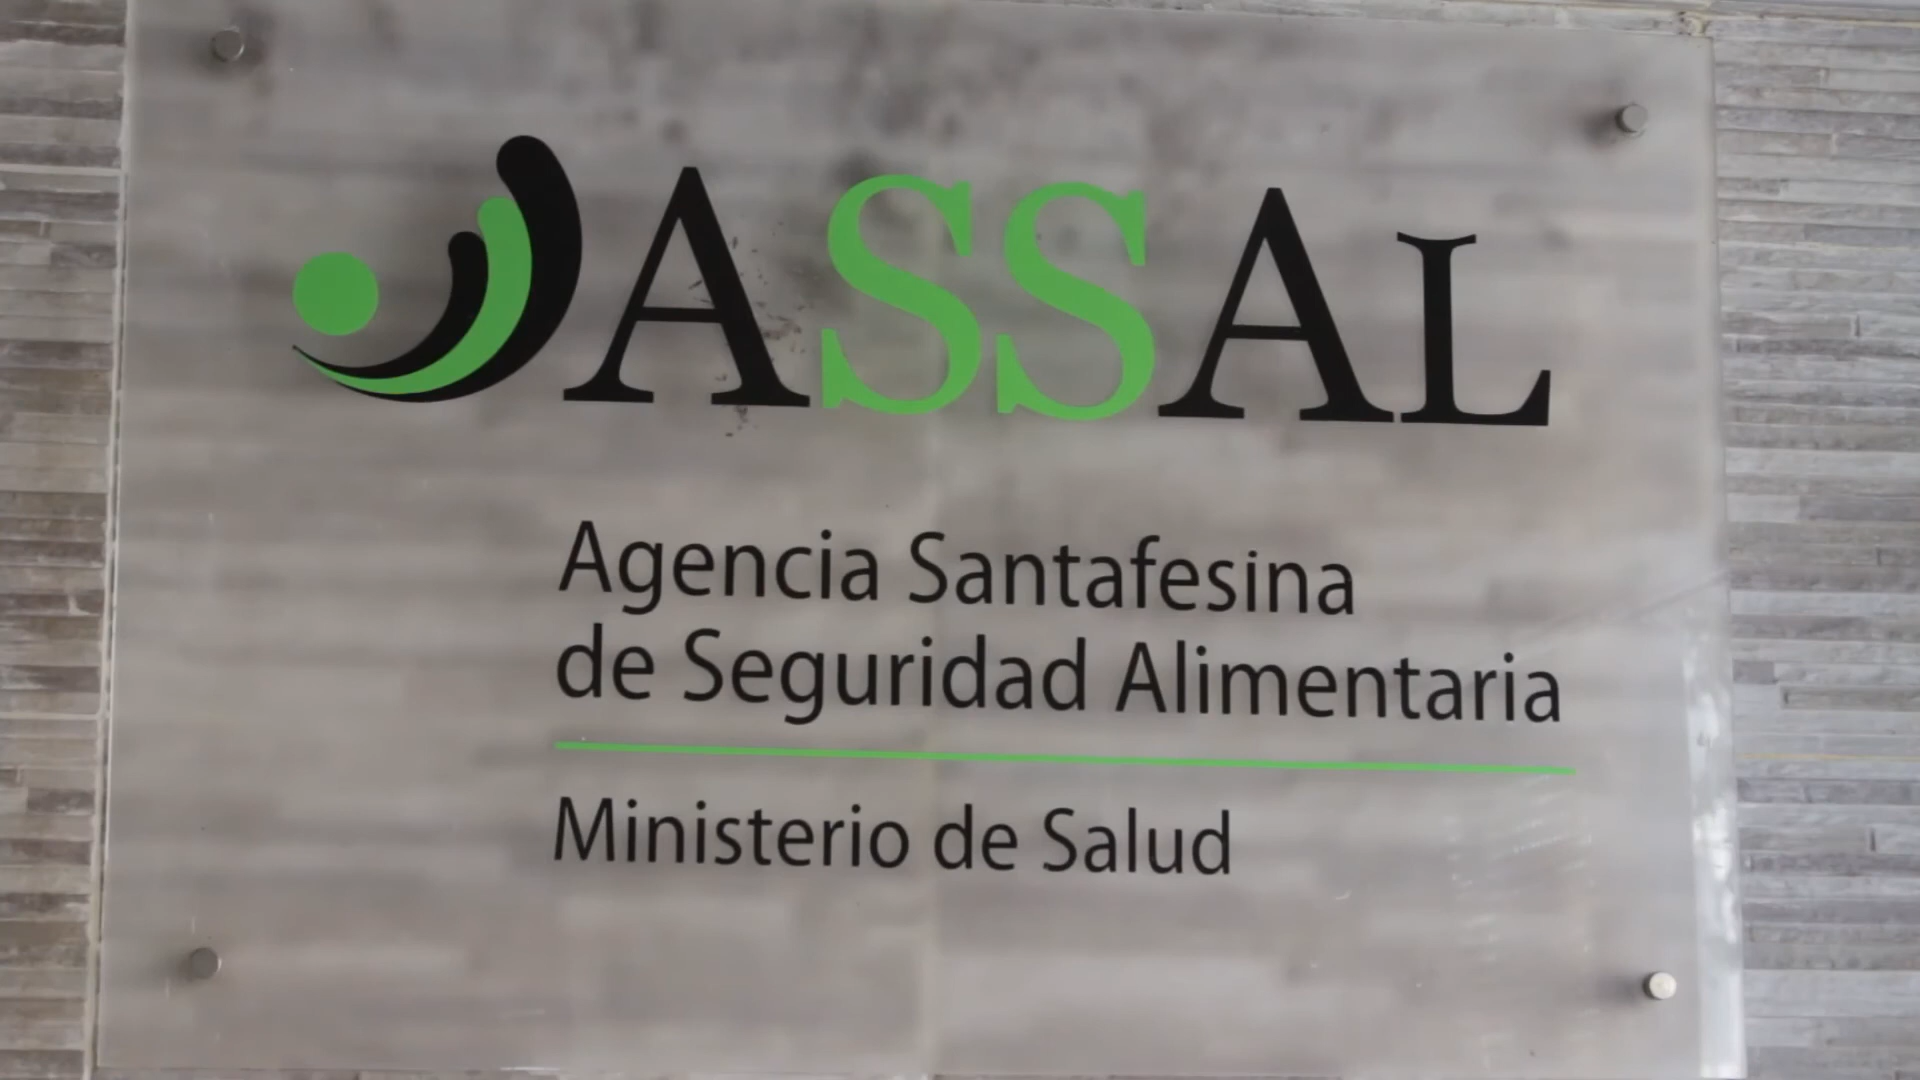 ASSAL
Agencia Santafesina
de Seguridad Alimentaria
Ministerio de Salud